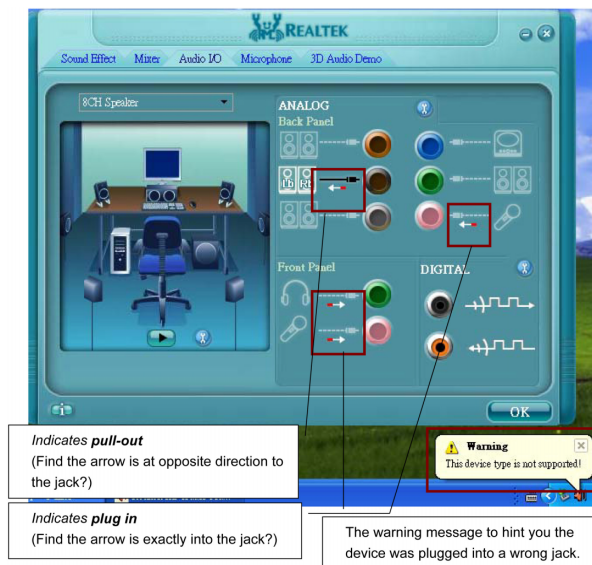 REALTEK
Sound Effect Mixer Audio I/O Microphone 3D Audio Demo
8CH Speaker
ANALOG
Back Panel
Lb Rb
Front Panel
DIGITAL
OK
Warning
This device type is not supported!
Indicates pull-out
(Find the arrow is at opposite direction to
the jack?)
Indicates plug in
(Find the arrow is exactly into the jack?)
The warning message to hint you the
device was plugged into a wrong jack.